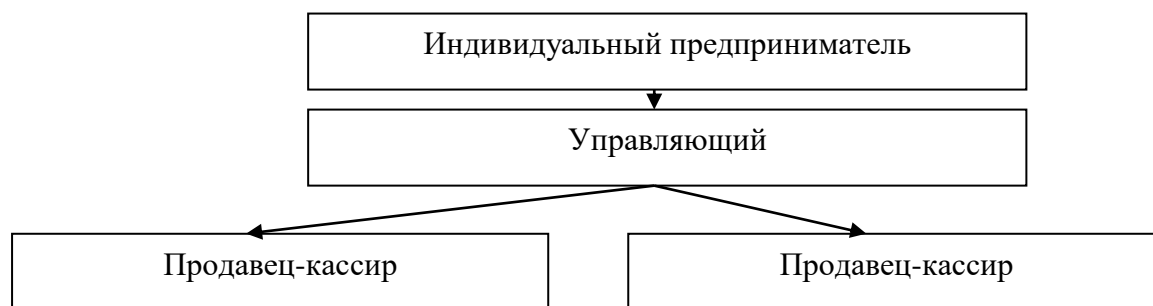 Индивидуальный предприниматель
Управляющий
Продавец-кассир
Продавец-кассир